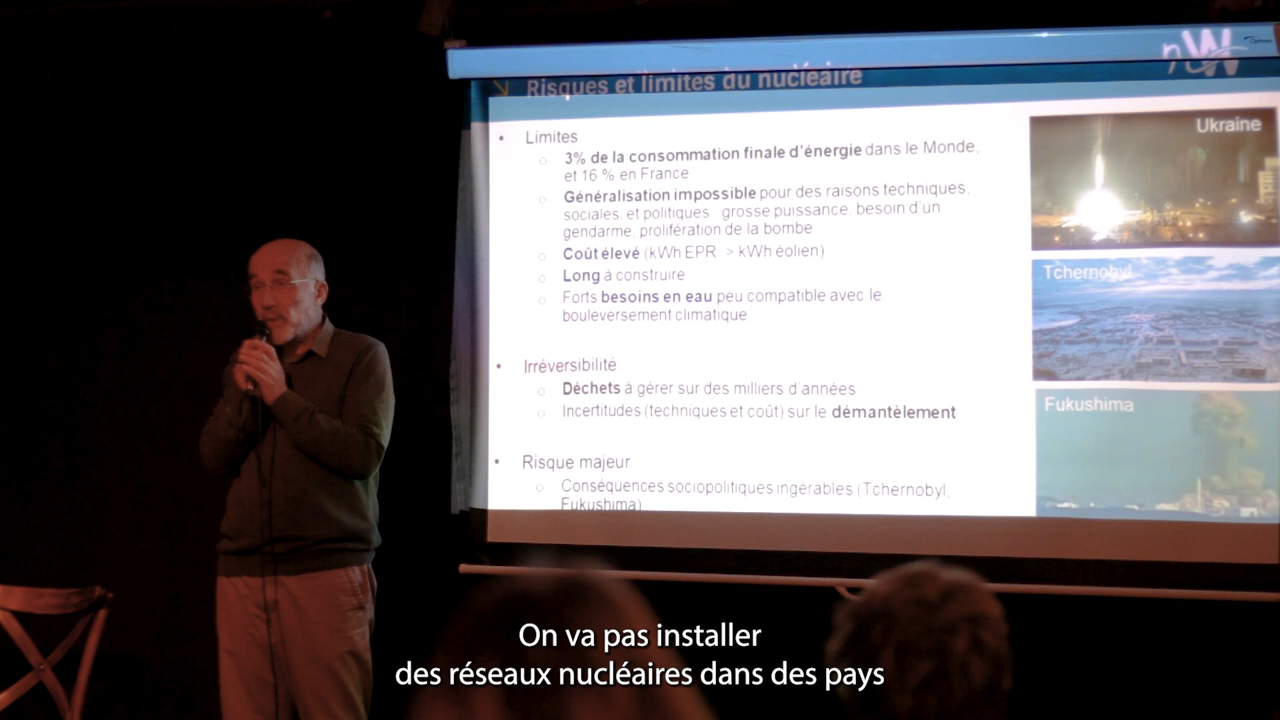 nW
Risques et limites du nucléaire
• Limites
○ 3% de la consommation finale d'énergie dans le Monde,
et 16 % en France
○ Généralisation impossible pour des raisons techniques,
sociales, et politiques : grosse puissance, besoin d'un
gendarme, prolifération de la bombe
○ Coût élevé (kWh EPR > kWh éolien)
○ Long à construire
○ Forts besoins en eau peu compatible avec le
bouleversement climatique
• Irréversibilité
○ Déchets à gérer sur des milliers d'années
○ Incertitudes (techniques et coût) sur le démantèlement
• Risque majeur
○ Conséquences sociopolitiques ingérables (Tchernobyl,
Fukushima)
Ukraine
Tchernobyl
Fukushima
On va pas installer
des réseaux nucléaires dans des pays